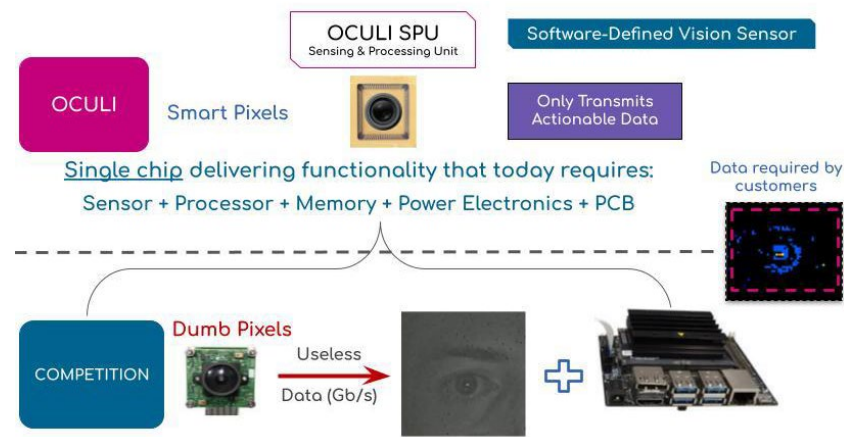 OCULI SPU
Sensing & Processing Unit
Software-Defined Vision Sensor
OCULI
Smart Pixels
Only Transmits
Actionable Data
Single chip delivering functionality that today requires:
Sensor + Processor + Memory + Power Electronics + PCB
Data required by
customers
COMPETITION
Dumb Pixels
Useless
Data (Gb/s)